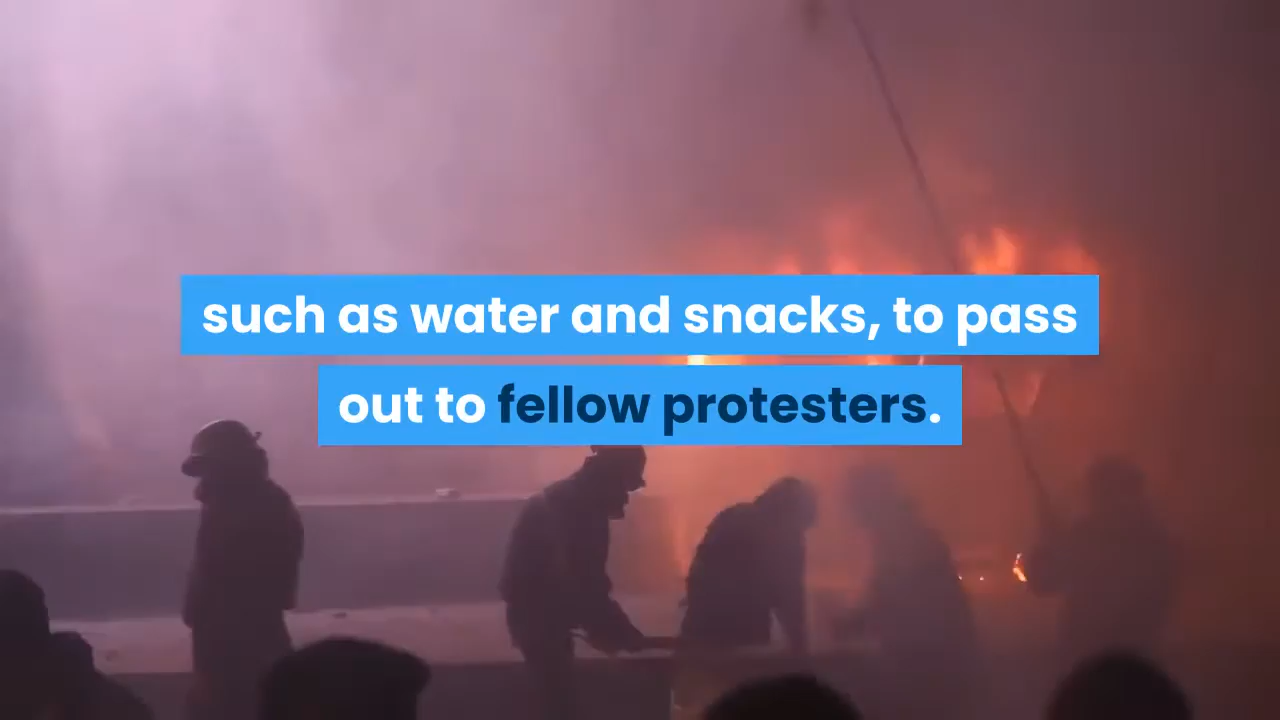 such as water and snacks, to pass
out to fellow protesters.